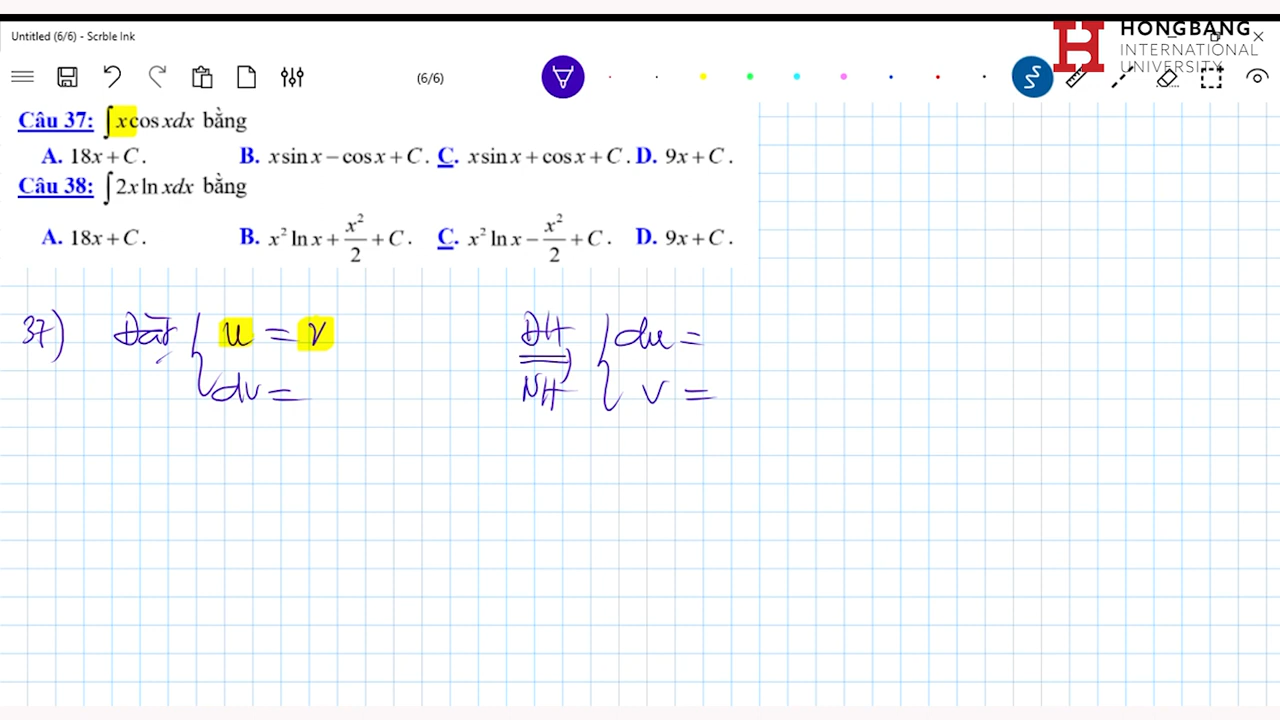 Untitled (6/6) - Scrble Ink
HONGBANG
INTERNATIONAL
UNIVERSITY
(6/6)
Câu 37: ∫xcos xdx bằng
A. 18x + C. B. x sin x − cos x + C. C. x sin x + cos x + C. D. 9x + C.
Câu 38: ∫2x ln xdx bằng
A. 18x + C. B. x² ln x + x²/2 + C. C. x² ln x − x²/2 + C. D. 9x + C.
37) Đặt { u = v ĐH { du =
dv = NH v =